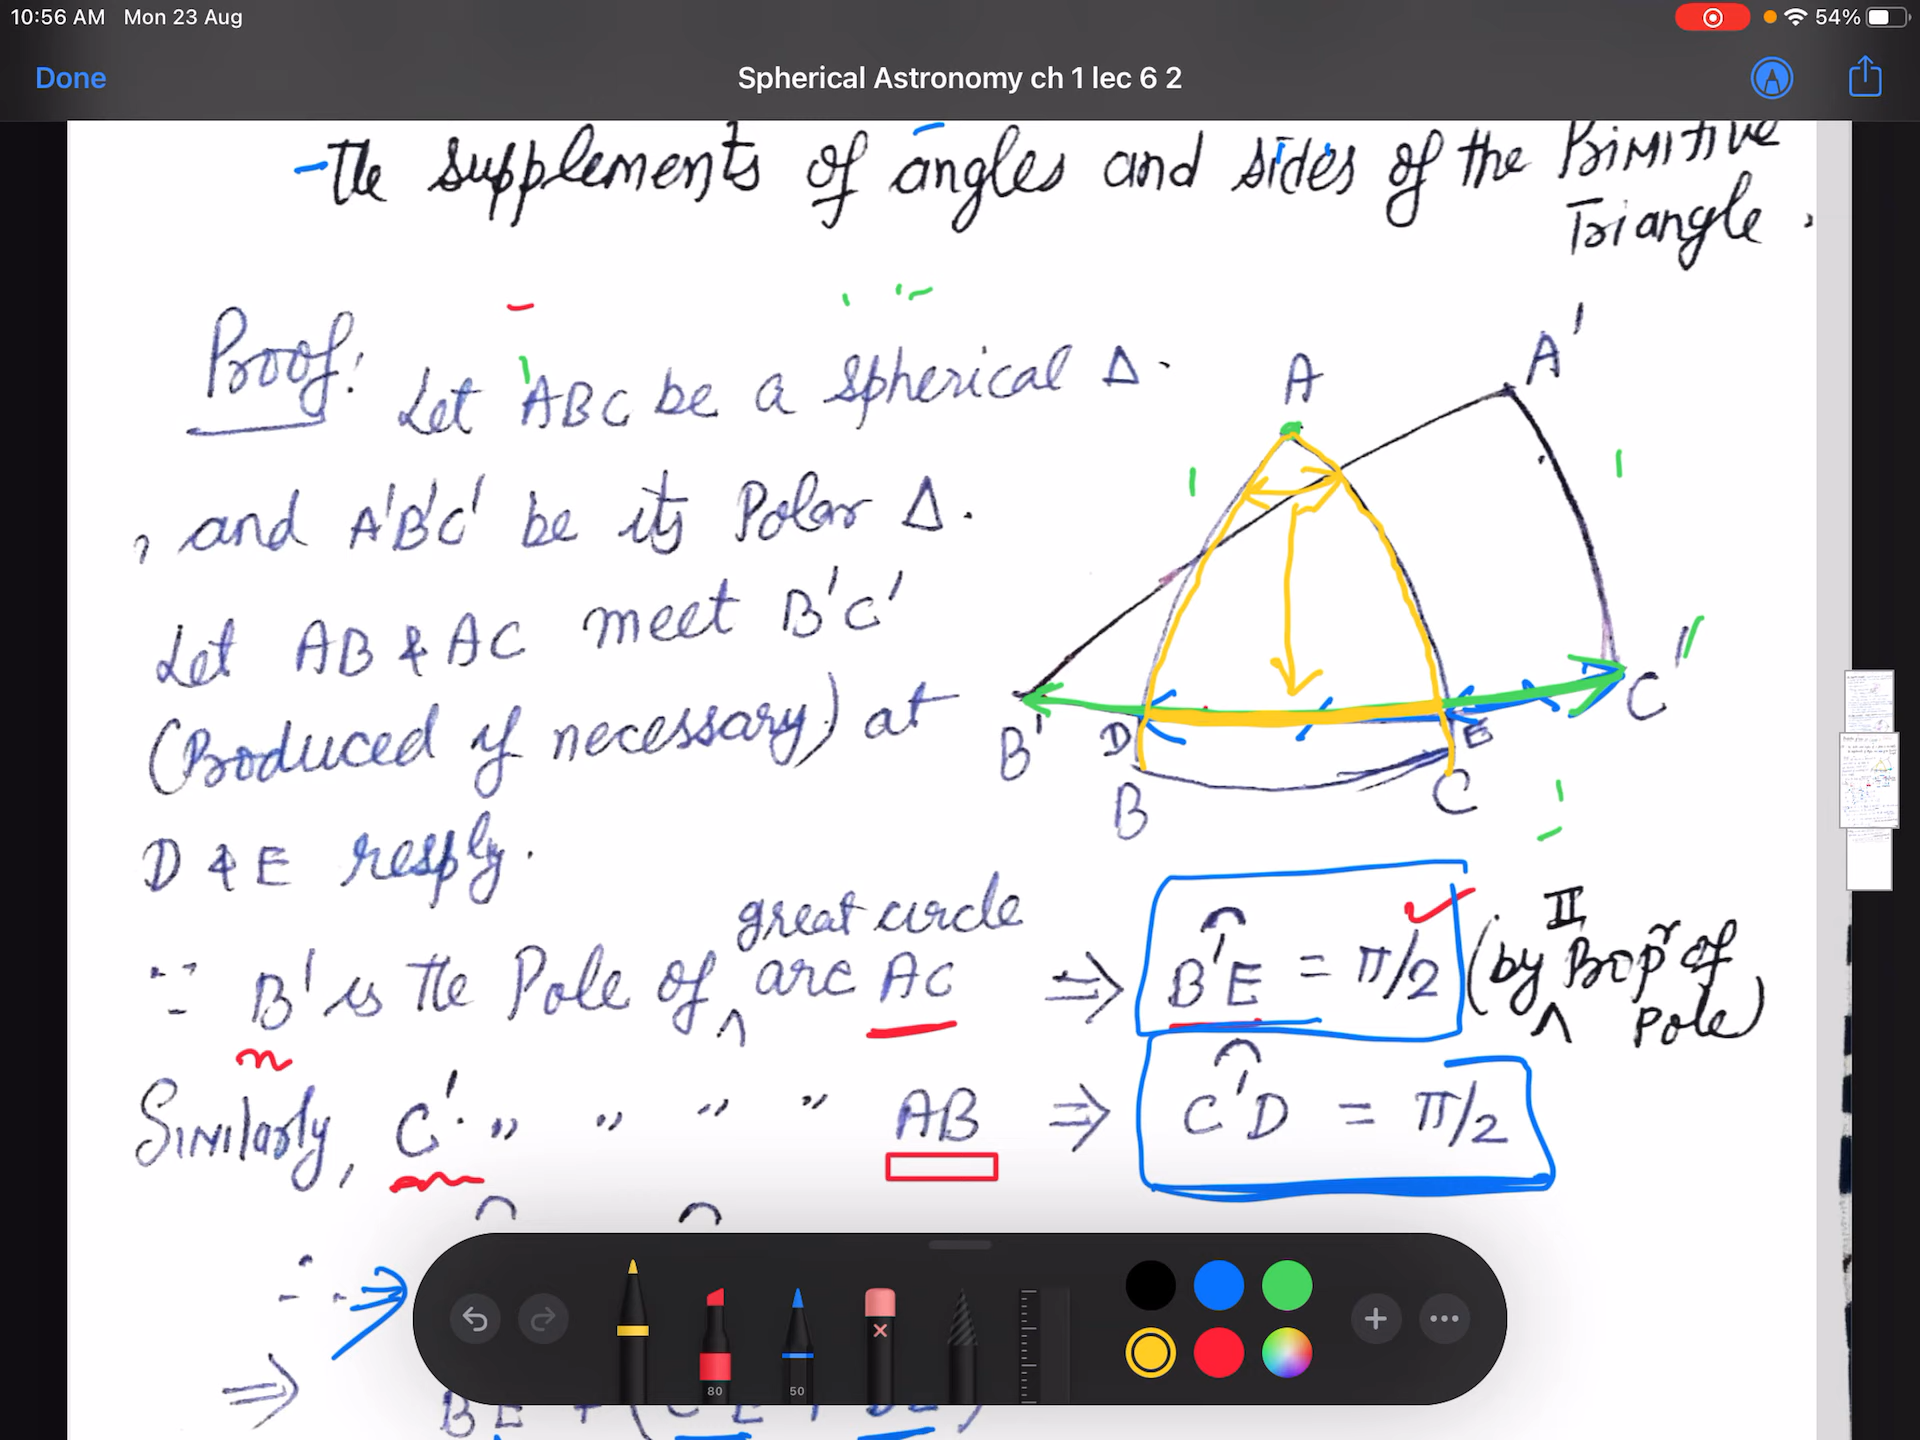 10:56 AM Mon 23 Aug
54%
Done
Spherical Astronomy ch 1 lec 6 2
The supplements of angles and sides of the Primitive
Triangle.
Proof: Let ABC be a spherical Δ.
A
A'
, and A'B'C' be its Polar Δ.
Let AB & AC meet B'C'
(Produced if necessary) at
B'
D
E
C'
B
C
D & E resply.
great circle
∵ B' is the Pole of ^ arc AC ⇒ B'E = π/2 (by II Propr of
^ Pole)
Similarly, C' " " " " AB ⇒ C'D = π/2
∴
⇒
80
50